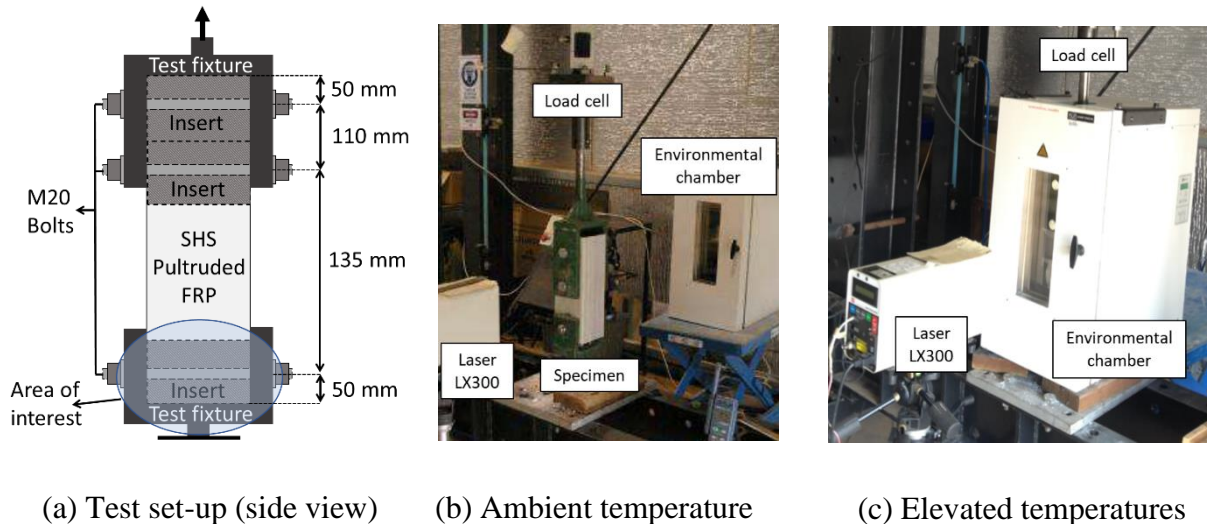 Test fixture
50 mm
Insert
110 mm
Insert
M20
Bolts
SHS
Pultruded
FRP
135 mm
Area of
interest
Insert
Test fixture
50 mm
Load cell
Environmental
chamber
Laser
LX300
Specimen
Load cell
Laser
LX300
Environmental
chamber
(a) Test set-up (side view)
(b) Ambient temperature
(c) Elevated temperatures